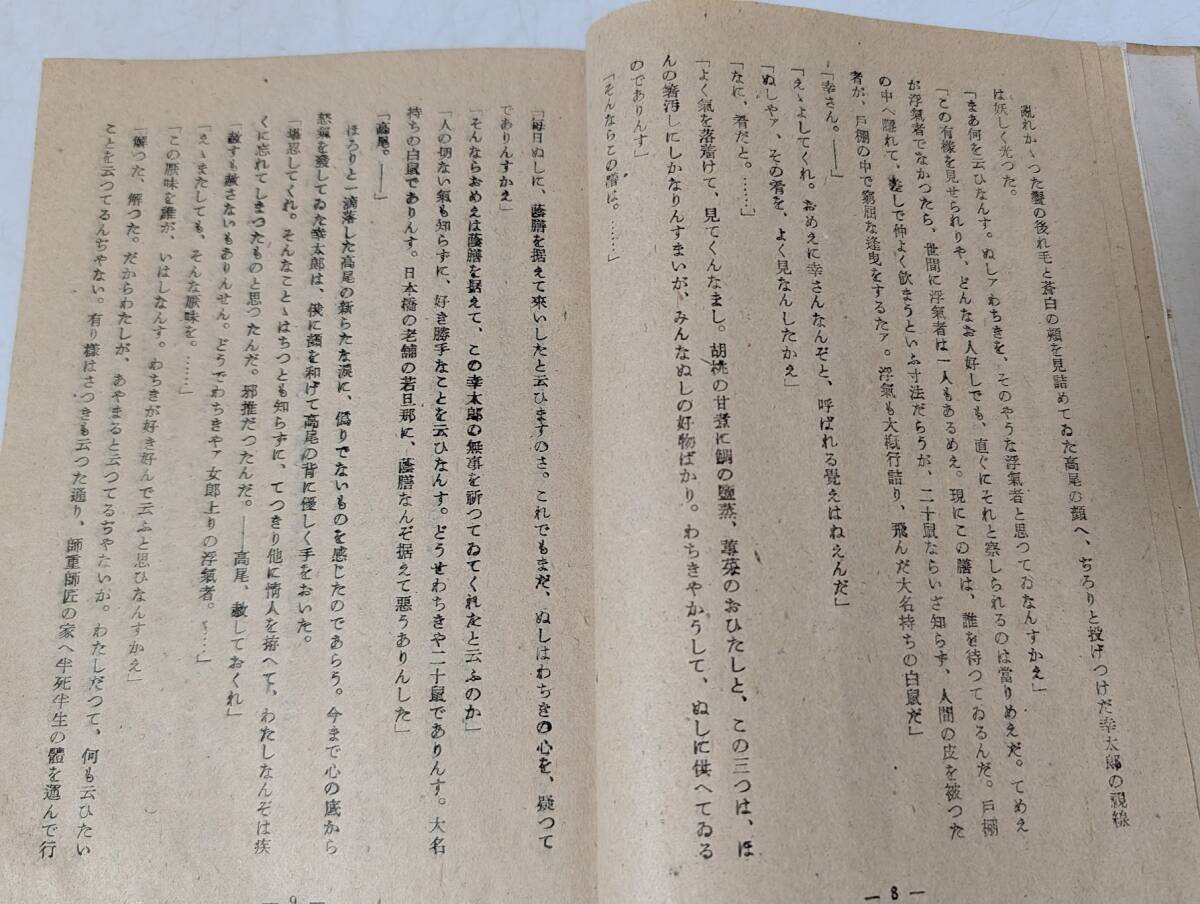 亂れかゝつた鬢の後れ毛と蒼白の頰を見詰めてゐた高尾の顏へ、ぢろりと投げつけだ幸太郎の視線
は妖しく光つた。
「まあ何を云ひなんす。ぬしァわちきを、そのやうな浮氣者と思つてゐなんすかえ」
「この有樣を見せられりや、どんなお人好しでも、直ぐにそれと察しられるのは當りめえだ。てめえ
が浮氣者でなかつたら、世間に浮氣者は一人もあるめえ。現にこの膳は、誰を待つてゐるんだ。戶棚
の中へ隱れて、差しで仲よく飮まうといふ寸法だらうが、二十鼠ならいざ知らず、人間の皮を被つた
者が、戶棚の中で窮屈な逢曳をするたァ。浮氣も大槪行詰り、飛んだ大名持ちの白鼠だ」
「幸さん。――」
「えゝよしてくれ。おめえに幸さんなんぞと、呼ばれる覺えはねえんだ」
「ぬしやァ、その肴を、よく見なんしたかえ」
「なに、肴だと。……」
「よく氣を落着けて、見てくんなまし。胡桃の甘煮に鯛の鹽蒸、蓴菜のおひたしと、この三つは、ほ
んの箸汚しにしかなりんすまいが、みんなぬしの好物ばかり。わちきやかうして、ぬしに供へてゐる
のでありんす」
「そんならこの膳は。……」
― 8 ―
「每日ぬしに、蔭膳を据えて來いしたと云ひますのさ。これでもまだ、ぬしはわちきの心を、疑つて
でありんすかえ」
「そんならおめえは蔭膳を据えて、この幸太郎の無事を祈つてゐてくれたと云ふのか」
「人の切ない氣も知らずに、好き勝手なことを云ひなんす。どうせわちきや二十鼠でありんす。大名
持ちの白鼠でありんす。日本橋の老舖の若旦那に、蔭膳なんぞ据えて惡うありんした」
「高尾。――」
ほろりと一滴落した高尾の新らたな淚に、僞りでないものを感じたのであらう。今まで心の底から
怒氣を發してゐた幸太郎は、俄に顏を和げて高尾の背に優しく手をおいた。
「堪忍してくれ。そんなことゝはちつとも知らずに、てつきり他に情人を拵へて、わたしなんぞは疾
くに忘れてしまつたものと思つたんだ。邪推だつたんだ。――高尾、赦しておくれ」
「赦すも赦さないもありんせん。どうでわちきやァ女郎上りの浮氣者。……」
「えゝまたしても、そんな厭味を。……」
「この厭味を誰が、いはしなんす。わちきが好き好んで云ふと思ひなんすかえ」
「解つた、解つた。だからわたしが、あやまると云つてるぢやないか。わたしだつて、何も云ひたい
ことを云つてるんぢやない。有り樣はさつきも云つた通り、師重師匠の家へ半死半生の體を運んで行
― 9 ―